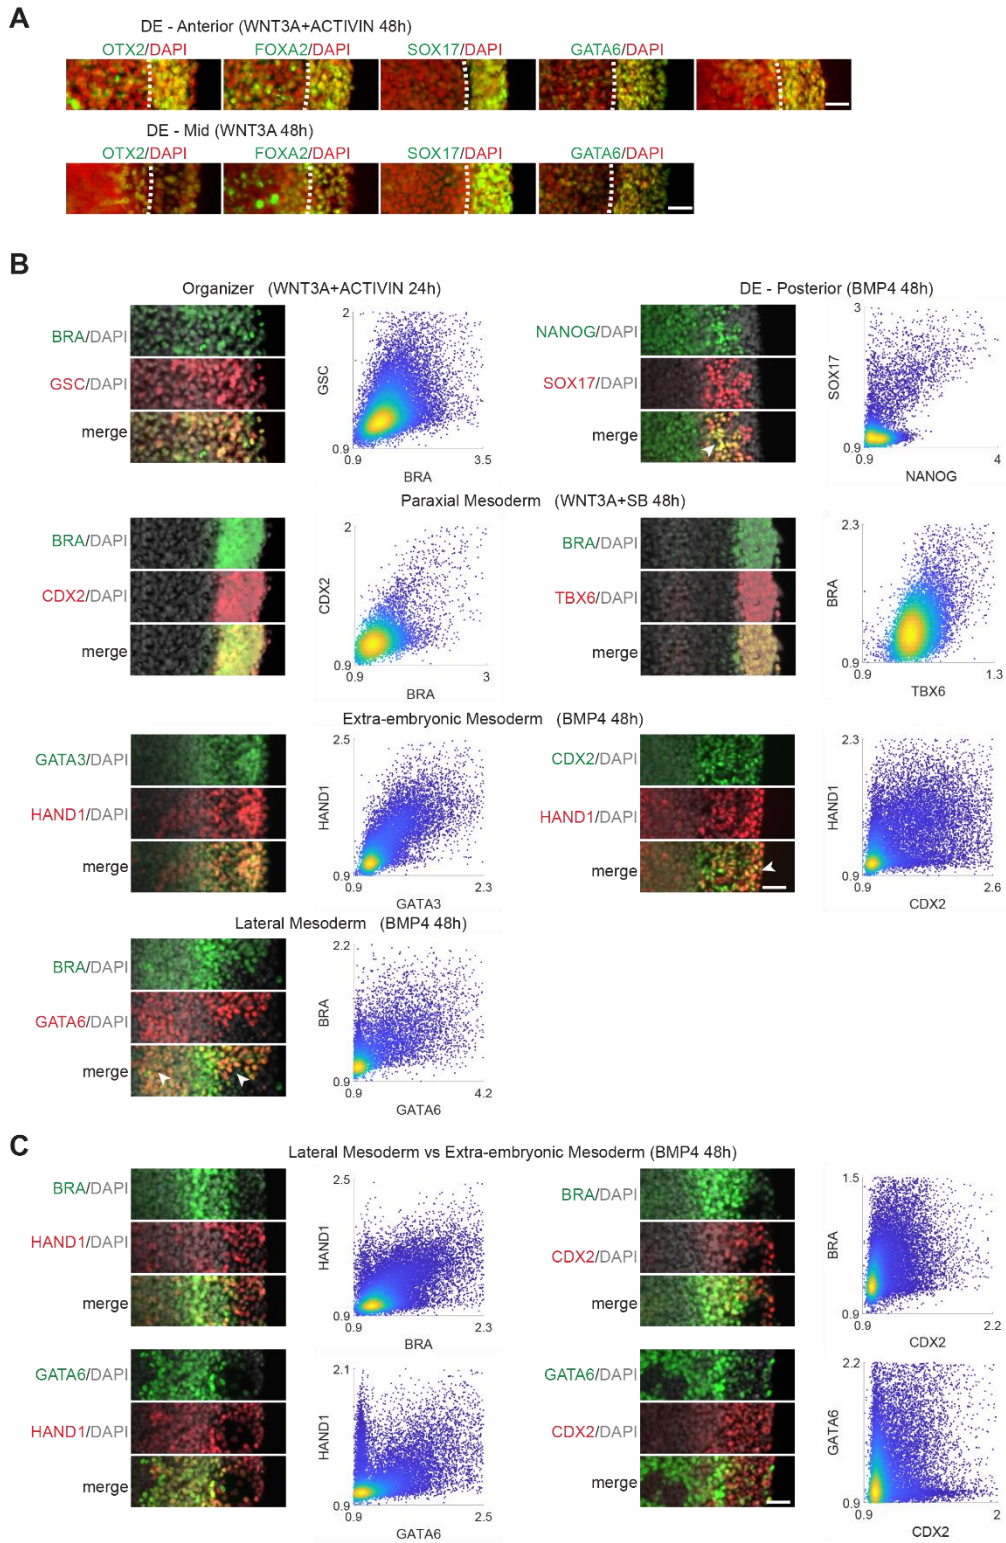 A
DE - Anterior (WNT3A+ACTIVIN 48h)
OTX2/DAPI FOXA2/DAPI SOX17/DAPI GATA6/DAPI
DE - Mid (WNT3A 48h)
OTX2/DAPI FOXA2/DAPI SOX17/DAPI GATA6/DAPI
B
Organizer (WNT3A+ACTIVIN 24h)
BRA/DAPI
GSC/DAPI
merge
2
GSC
0.9
0.9 3.5
BRA
DE - Posterior (BMP4 48h)
NANOG/DAPI
SOX17/DAPI
merge
3
SOX17
0.9
0.9 4
NANOG
Paraxial Mesoderm (WNT3A+SB 48h)
BRA/DAPI
CDX2/DAPI
merge
2
CDX2
0.9
0.9 3
BRA
BRA/DAPI
TBX6/DAPI
merge
2.3
BRA
0.9
0.9 1.3
TBX6
Extra-embryonic Mesoderm (BMP4 48h)
GATA3/DAPI
HAND1/DAPI
merge
2.5
HAND1
0.9
0.9 2.3
GATA3
CDX2/DAPI
HAND1/DAPI
merge
2.3
HAND1
0.9
0.9 2.6
CDX2
Lateral Mesoderm (BMP4 48h)
BRA/DAPI
GATA6/DAPI
merge
2.2
BRA
0.9
0.9 4.2
GATA6
C
Lateral Mesoderm vs Extra-embryonic Mesoderm (BMP4 48h)
BRA/DAPI
HAND1/DAPI
merge
2.5
HAND1
0.9
0.9 2.3
BRA
BRA/DAPI
CDX2/DAPI
merge
1.5
BRA
0.9
0.9 2.2
CDX2
GATA6/DAPI
HAND1/DAPI
merge
2.1
HAND1
0.9
0.9 2.5
GATA6
GATA6/DAPI
CDX2/DAPI
merge
2.2
GATA6
0.9
0.9 2
CDX2